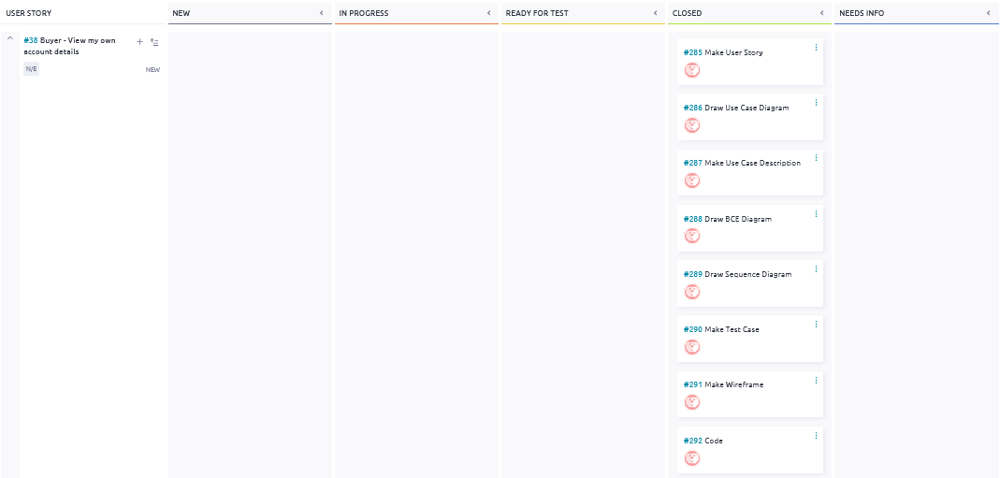 USER STORY
NEW
IN PROGRESS
READY FOR TEST
CLOSED
NEEDS INFO
#38 Buyer - View my own
account details
N/E
NEW
#285 Make User Story
#286 Draw Use Case Diagram
#287 Make Use Case Description
#288 Draw BCE Diagram
#289 Draw Sequence Diagram
#290 Make Test Case
#291 Make Wireframe
#292 Code